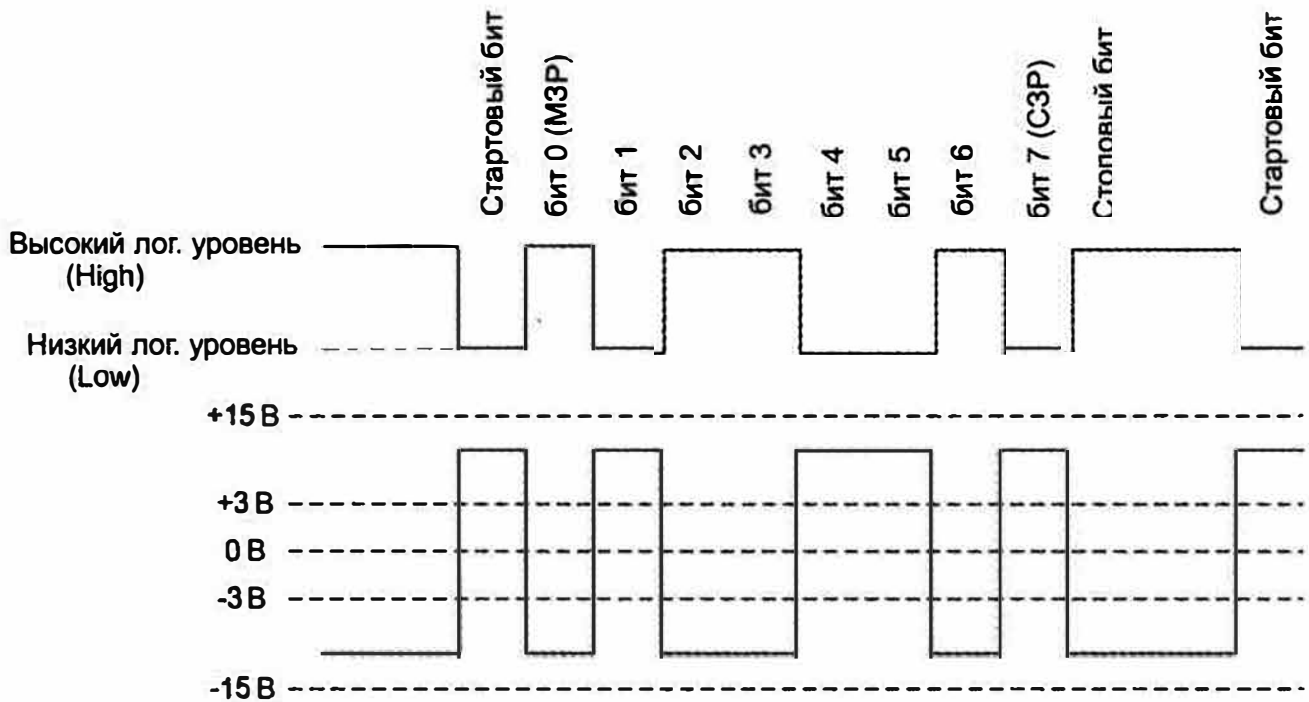 Стартовый бит
бит 0 (МЗР)
бит 1
бит 2
бит 3
бит 4
бит 5
бит 6
бит 7 (СЗР)
Стоповый бит
Стартовый бит
Высокий лог. уровень
(High)
Низкий лог. уровень
(Low)
+15 В
+3 В
0 В
-3 В
-15 В